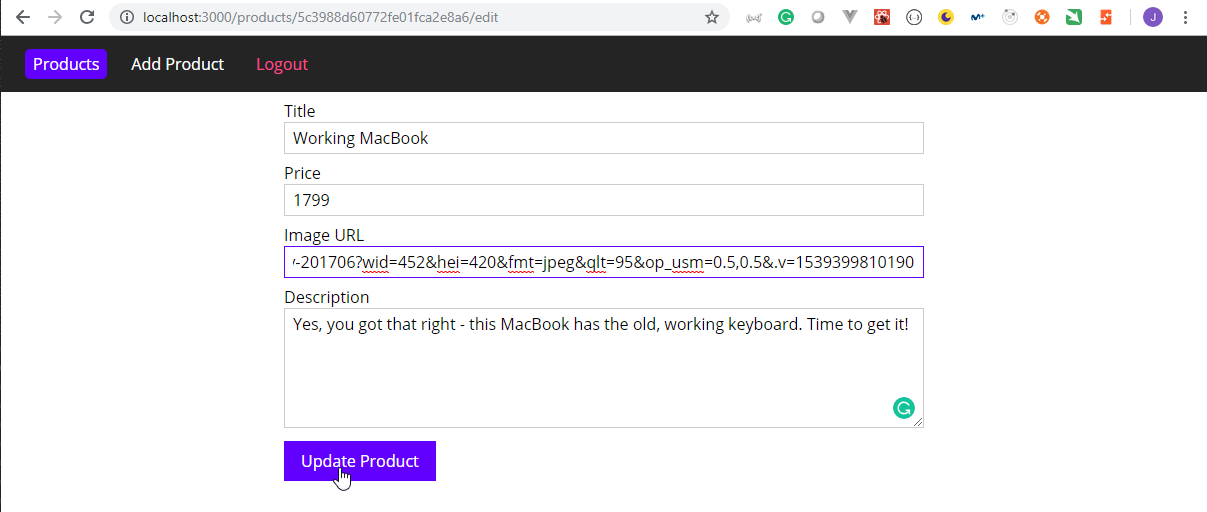 localhost:3000/products/5c3988d60772fe01fca2e8a6/edit
J
Products Add Product Logout
Title
Working MacBook
Price
1799
Image URL
-201706?wid=452&hei=420&fmt=jpeg&qlt=95&op_usm=0.5,0.5&.v=1539399810190
Description
Yes, you got that right - this MacBook has the old, working keyboard. Time to get it!
Update Product